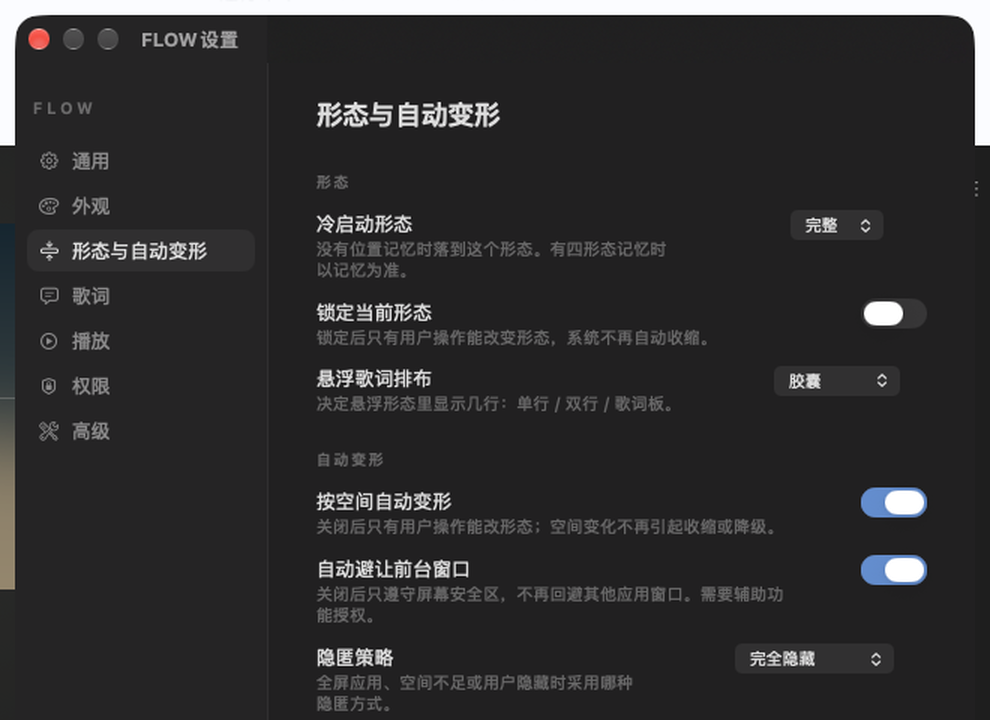 FLOW 设置
FLOW
通用
外观
形态与自动变形
歌词
播放
权限
高级
形态与自动变形
形态
冷启动形态
完整
没有位置记忆时落到这个形态。有四形态记忆时
以记忆为准。
锁定当前形态
锁定后只有用户操作能改变形态，系统不再自动收缩。
悬浮歌词排布
胶囊
决定悬浮形态里显示几行：单行 / 双行 / 歌词板。
自动变形
按空间自动变形
关闭后只有用户操作能改形态；空间变化不再引起收缩或降级。
自动避让前台窗口
关闭后只遵守屏幕安全区，不再回避其他应用窗口。需要辅助功
能授权。
隐匿策略
完全隐藏
全屏应用、空间不足或用户隐藏时采用哪种
隐匿方式。